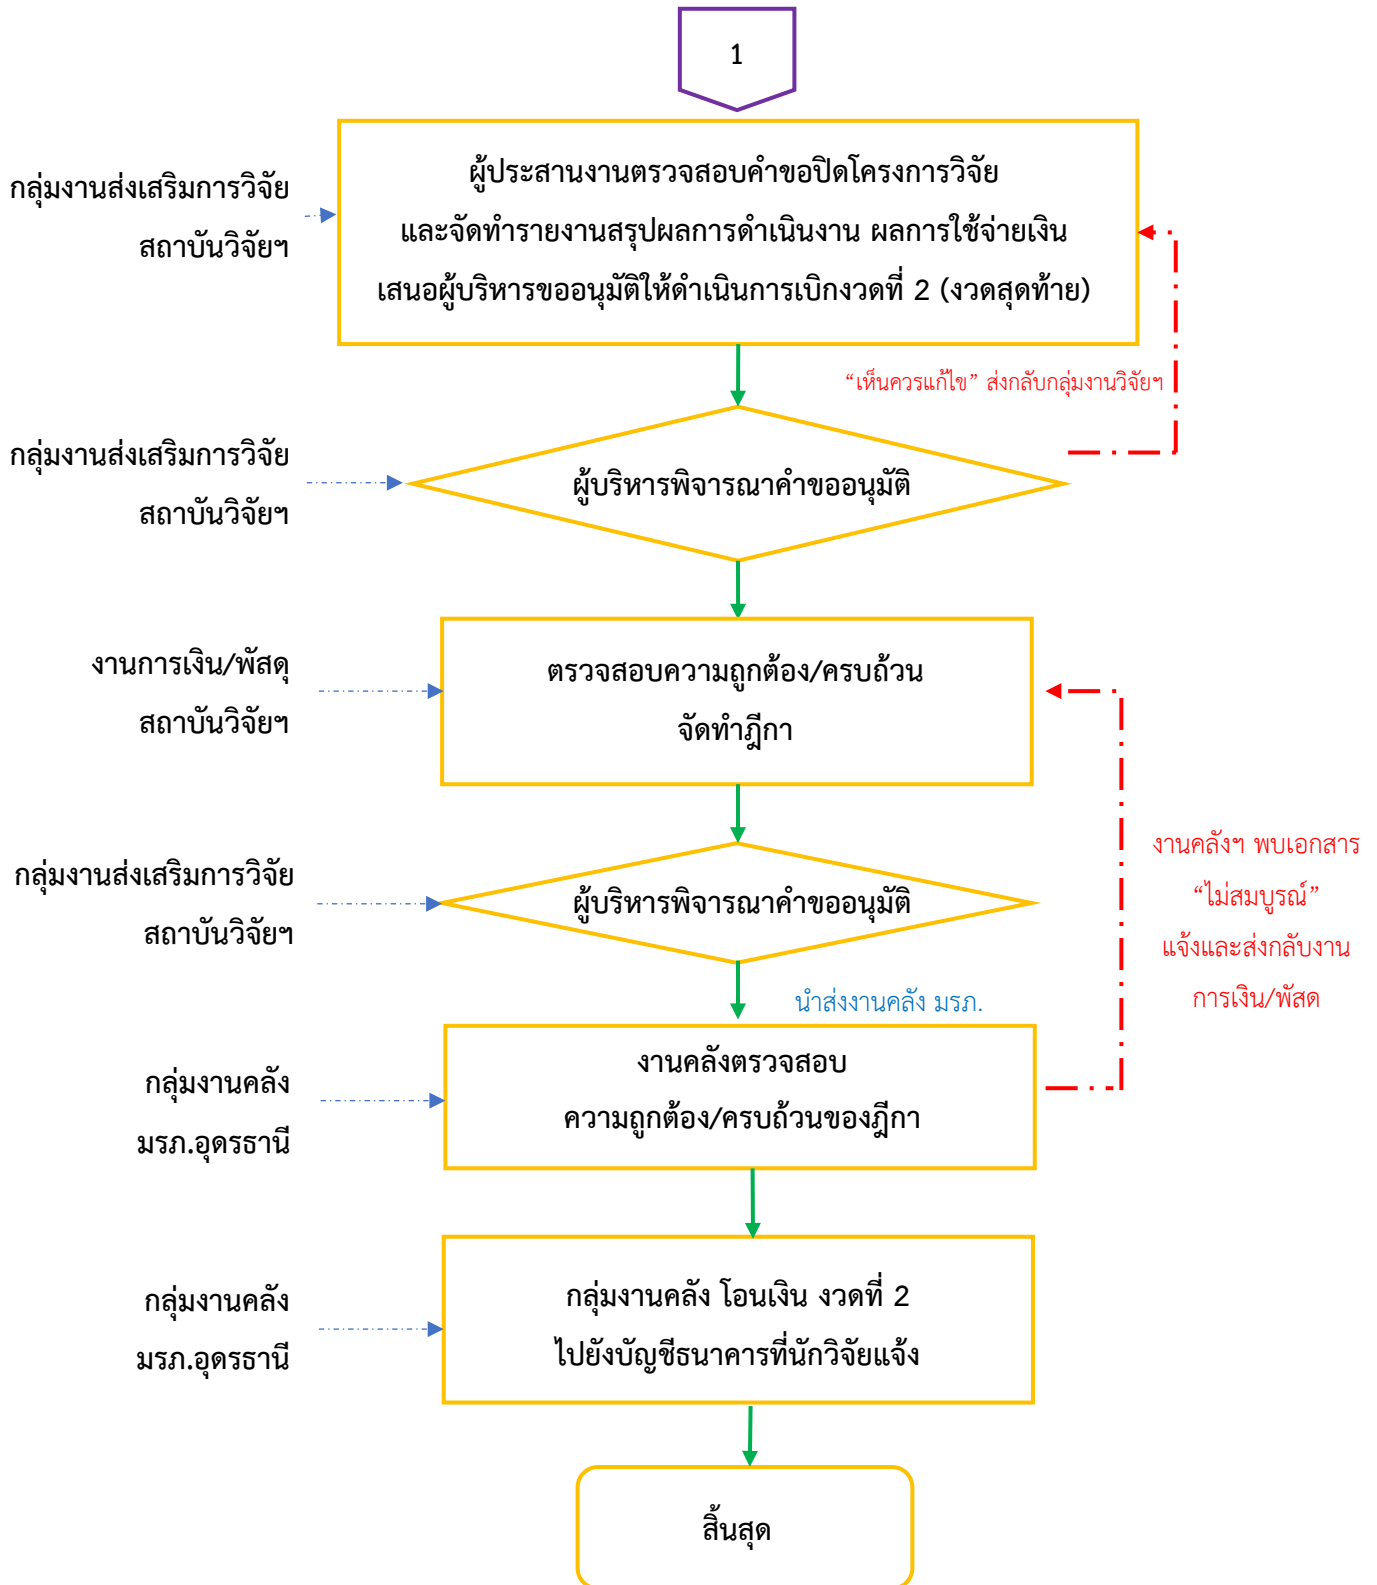 1
กลุ่มงานส่งเสริมการวิจัย
สถาบันวิจัยฯ
ผู้ประสานงานตรวจสอบคำขอปิดโครงการวิจัย
และจัดทำรายงานสรุปผลการดำเนินงาน ผลการใช้จ่ายเงิน
เสนอผู้บริหารขออนุมัติให้ดำเนินการเบิกงวดที่ 2 (งวดสุดท้าย)
“เห็นควรแก้ไข” ส่งกลับกลุ่มงานวิจัยฯ
กลุ่มงานส่งเสริมการวิจัย
สถาบันวิจัยฯ
ผู้บริหารพิจารณาคำขออนุมัติ
งานการเงิน/พัสดุ
สถาบันวิจัยฯ
ตรวจสอบความถูกต้อง/ครบถ้วน
จัดทำฎีกา
กลุ่มงานส่งเสริมการวิจัย
สถาบันวิจัยฯ
ผู้บริหารพิจารณาคำขออนุมัติ
งานคลังฯ พบเอกสาร
“ไม่สมบูรณ์”
แจ้งและส่งกลับงาน
การเงิน/พัสด
นำส่งงานคลัง มรภ.
กลุ่มงานคลัง
มรภ.อุดรธานี
งานคลังตรวจสอบ
ความถูกต้อง/ครบถ้วนของฎีกา
กลุ่มงานคลัง
มรภ.อุดรธานี
กลุ่มงานคลัง โอนเงิน งวดที่ 2
ไปยังบัญชีธนาคารที่นักวิจัยแจ้ง
สิ้นสุด